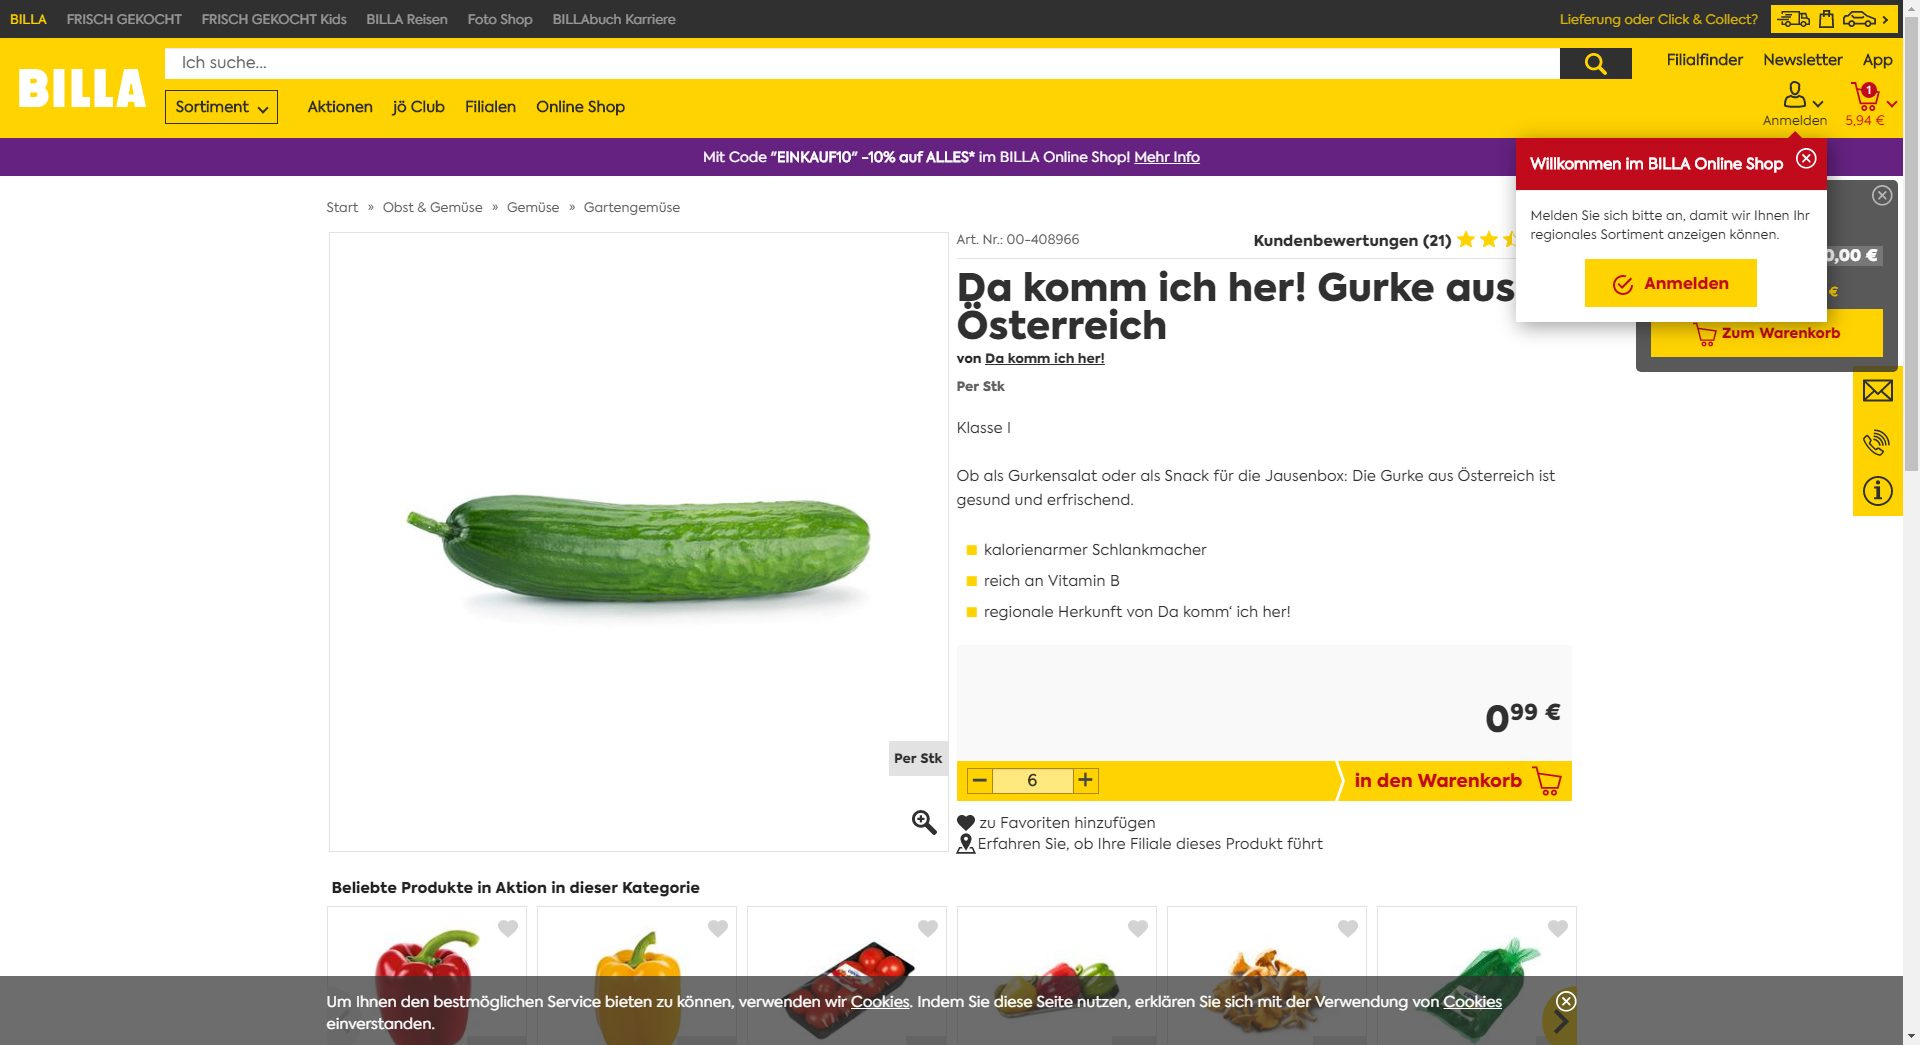 BILLA FRISCH GEKOCHT FRISCH GEKOCHT Kids BILLA Reisen Foto Shop BILLAbuch Karriere
Lieferung oder Click & Collect?
BILLA
Ich suche...
Filialfinder Newsletter App
Sortiment Aktionen jö Club Filialen Online Shop
1
Anmelden 5,94 €
Mit Code "EINKAUF10" -10% auf ALLES* im BILLA Online Shop! Mehr Info
Willkommen im BILLA Online Shop
Melden Sie sich bitte an, damit wir Ihnen Ihr
regionales Sortiment anzeigen können.
Anmelden
0,00 €
€
Zum Warenkorb
Start » Obst & Gemüse » Gemüse » Gartengemüse
Art. Nr.: 00-408966
Kundenbewertungen (21)
Da komm ich her! Gurke aus
Österreich
von Da komm ich her!
Per Stk
Klasse I
Ob als Gurkensalat oder als Snack für die Jausenbox: Die Gurke aus Österreich ist
gesund und erfrischend.
kalorienarmer Schlankmacher
reich an Vitamin B
regionale Herkunft von Da komm‘ ich her!
0 99 €
Per Stk
− 6 +
in den Warenkorb
zu Favoriten hinzufügen
Erfahren Sie, ob Ihre Filiale dieses Produkt führt
Beliebte Produkte in Aktion in dieser Kategorie
Um Ihnen den bestmöglichen Service bieten zu können, verwenden wir Cookies. Indem Sie diese Seite nutzen, erklären Sie sich mit der Verwendung von Cookies
einverstanden.